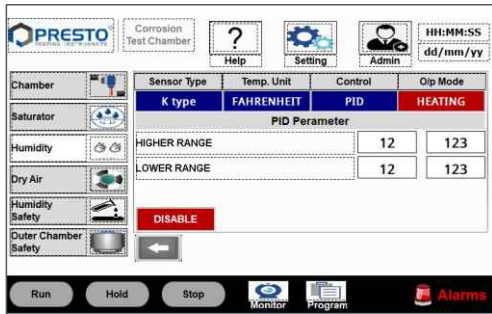 PRESTO
TESTING INSTRUMENTS
Corrosion
Test Chamber
?
Help
Setting
Admin
HH:MM:SS
dd/mm/yy
Chamber
Saturator
Humidity
Dry Air
Humidity
Safety
Outer Chamber
Safety
Sensor Type Temp. Unit Control O/p Mode
K type FAHRENHEIT PID HEATING
PID Perameter
HIGHER RANGE 12 123
LOWER RANGE 12 123
DISABLE
Run Hold Stop Monitor Program Alarms